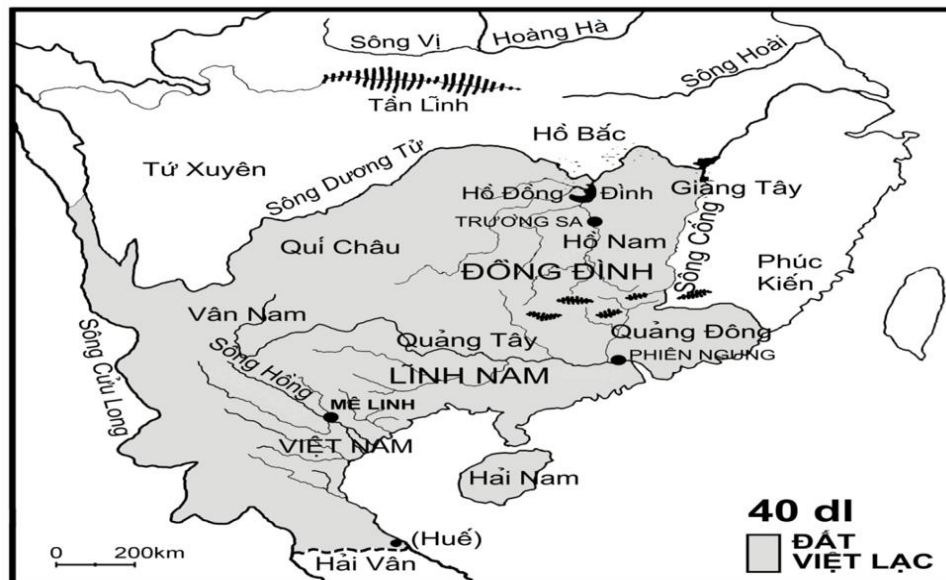 Sông Vị
Hoàng Hà
Sông Hoài
Tần Lĩnh
Hồ Bắc
Tứ Xuyên
Sông Dương Tử
Hồ Đồng Đình
Giang Tây
TRƯỜNG SA
Quí Châu
Hồ Nam
Sông Cống
ĐỒNG ĐÌNH
Phúc
Kiến
Vân Nam
Quảng Tây
Quảng Đông
PHIÊN NGUNG
Sông Cửu Long
Sông Hồng
LĨNH NAM
MÊ LINH
VIỆT NAM
Hải Nam
40 dl
(Huế)
ĐẤT
0 200km
Hải Vân
VIỆT LẠC